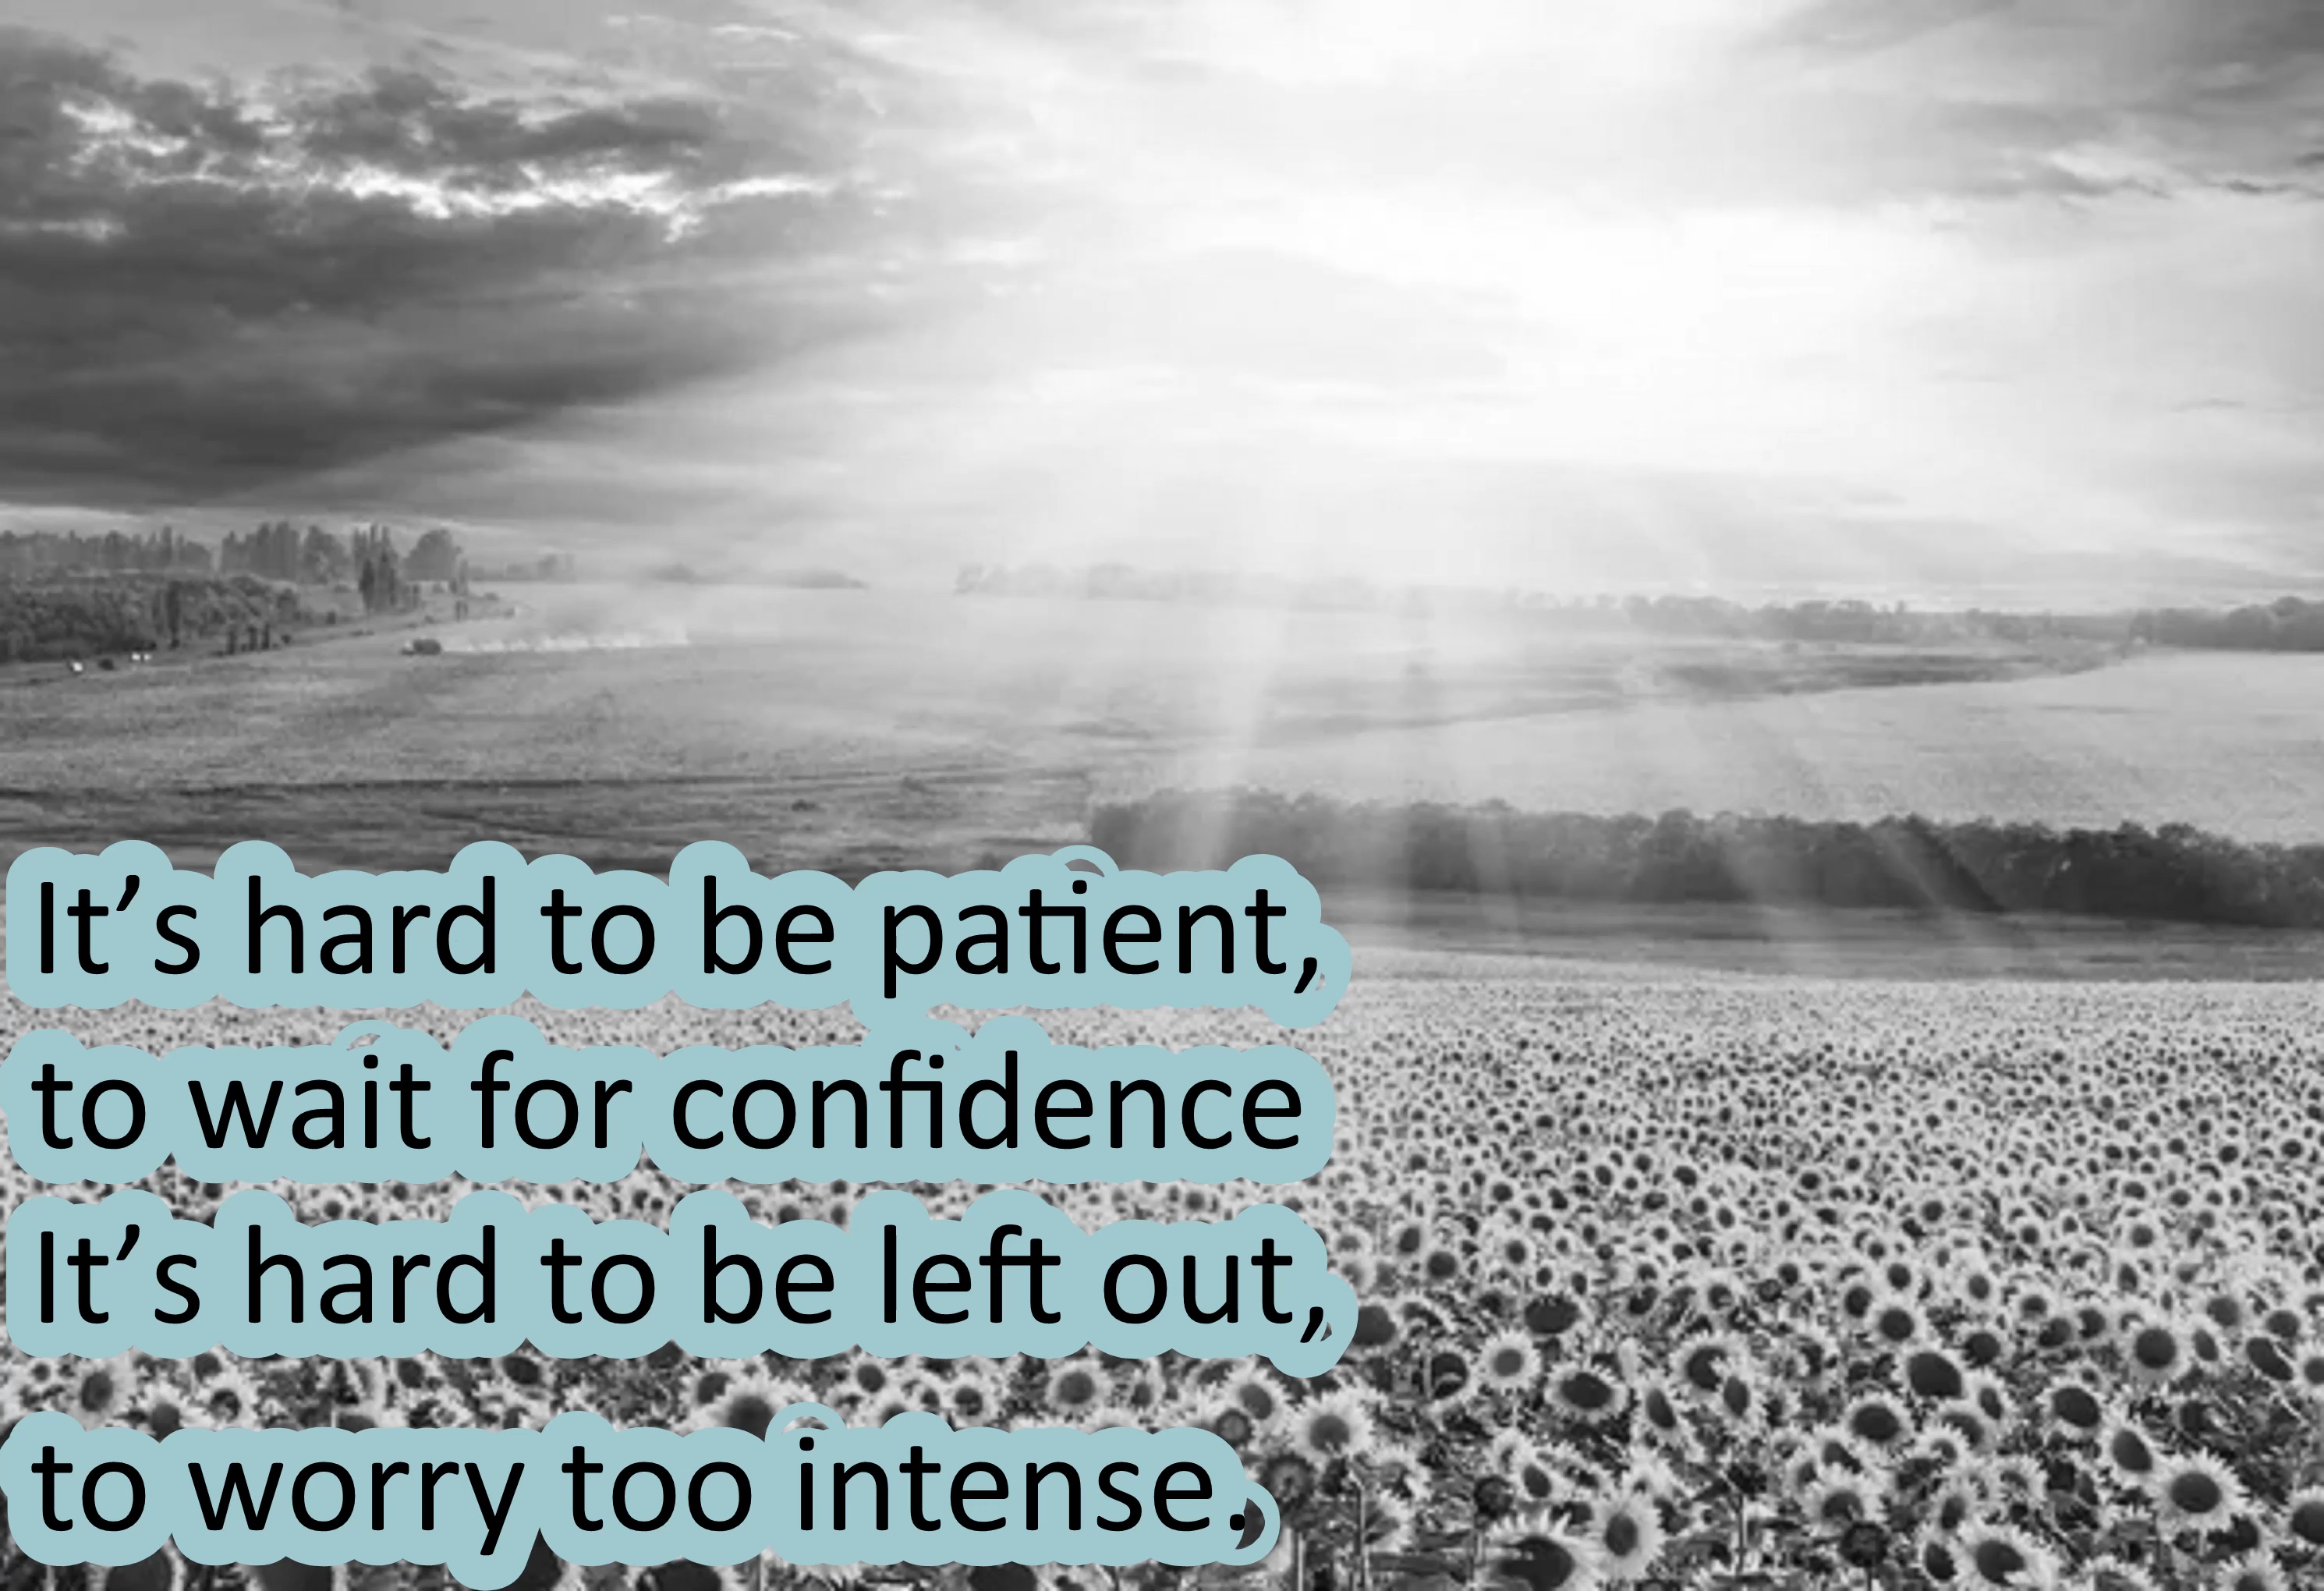 It’s hard to be patient,
to wait for confidence
It’s hard to be left out,
to worry too intense.